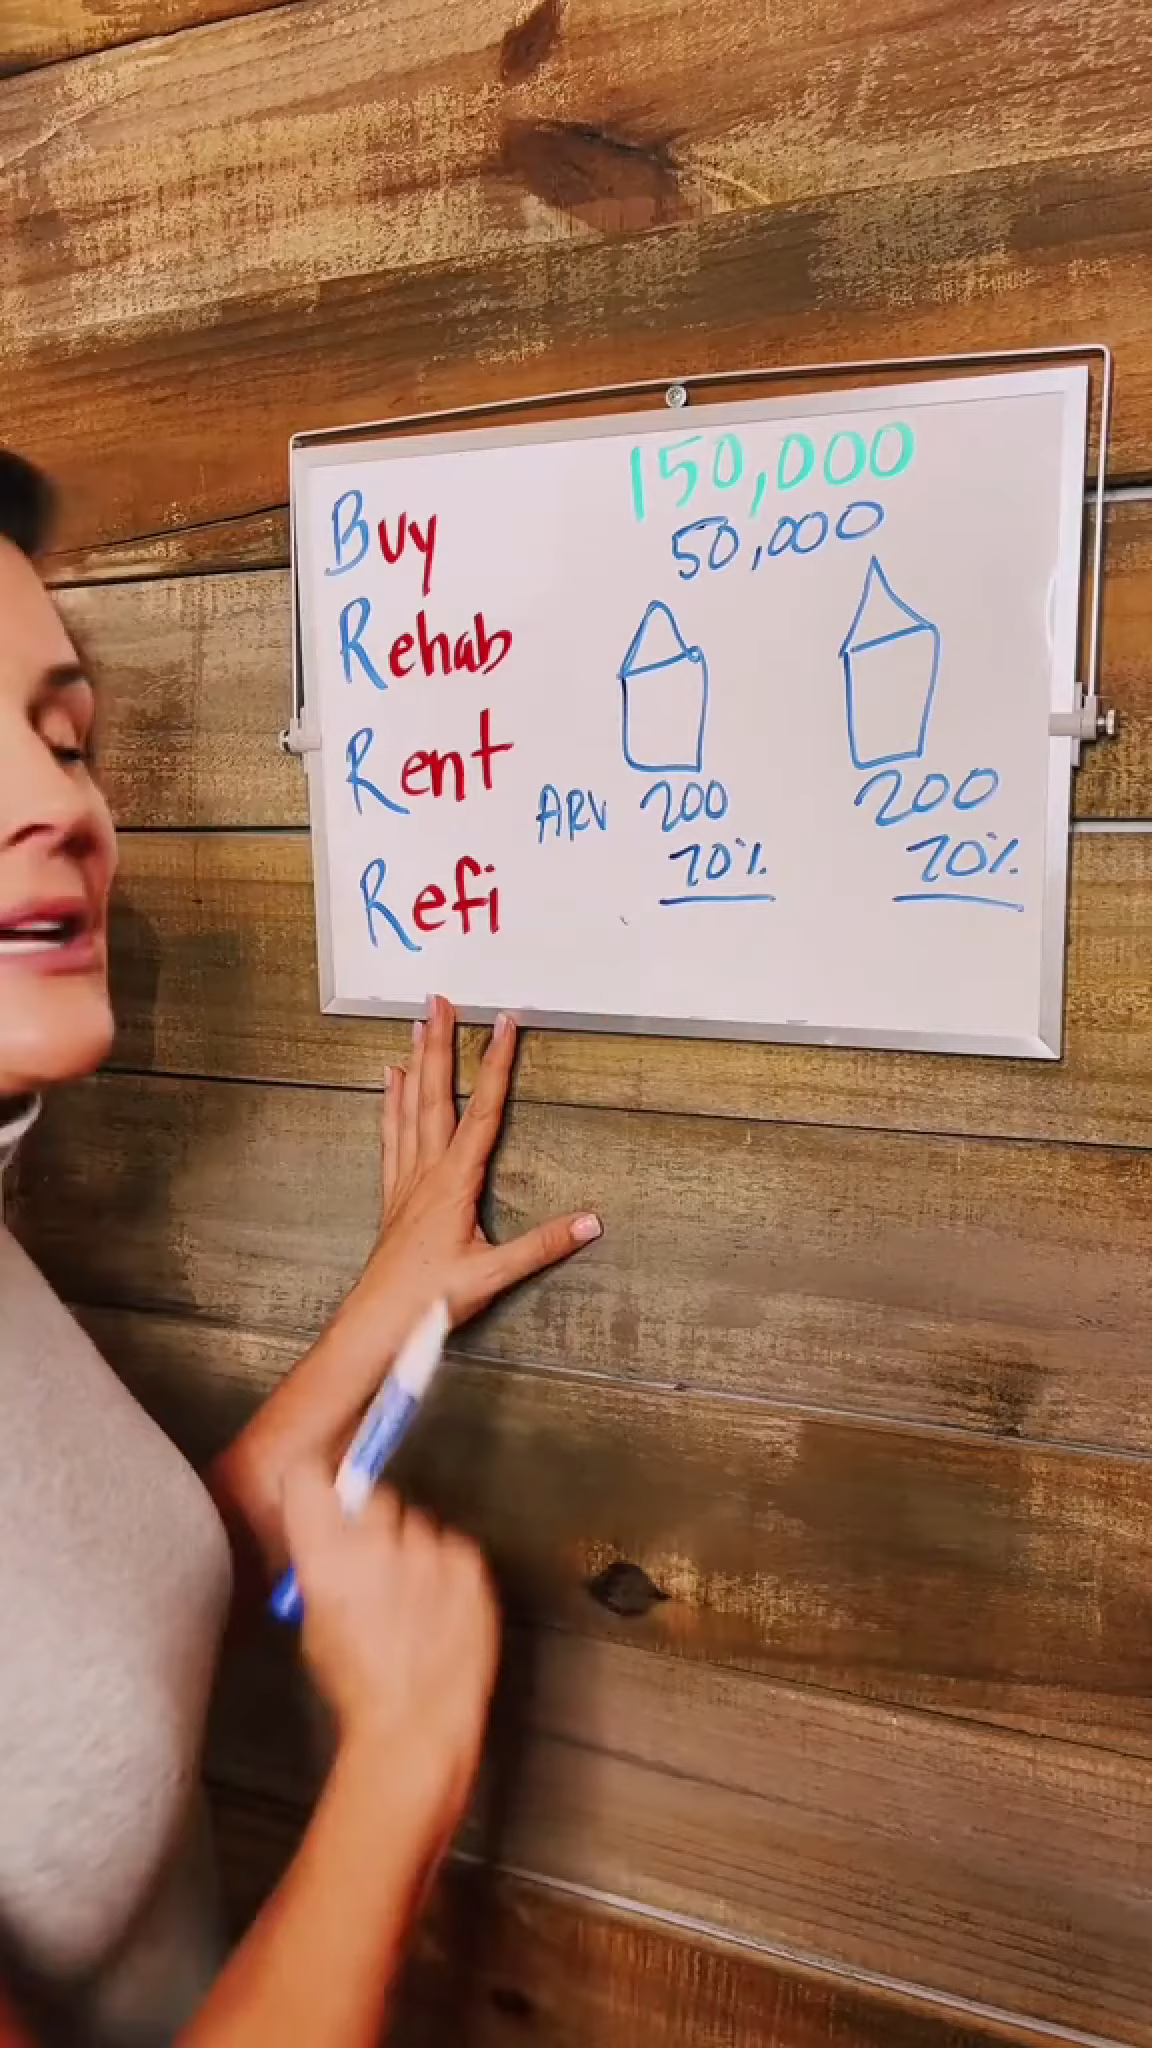 Buy
Rehab
Rent
Refi
150,000
50,000
ARV 200 200
70% 70%